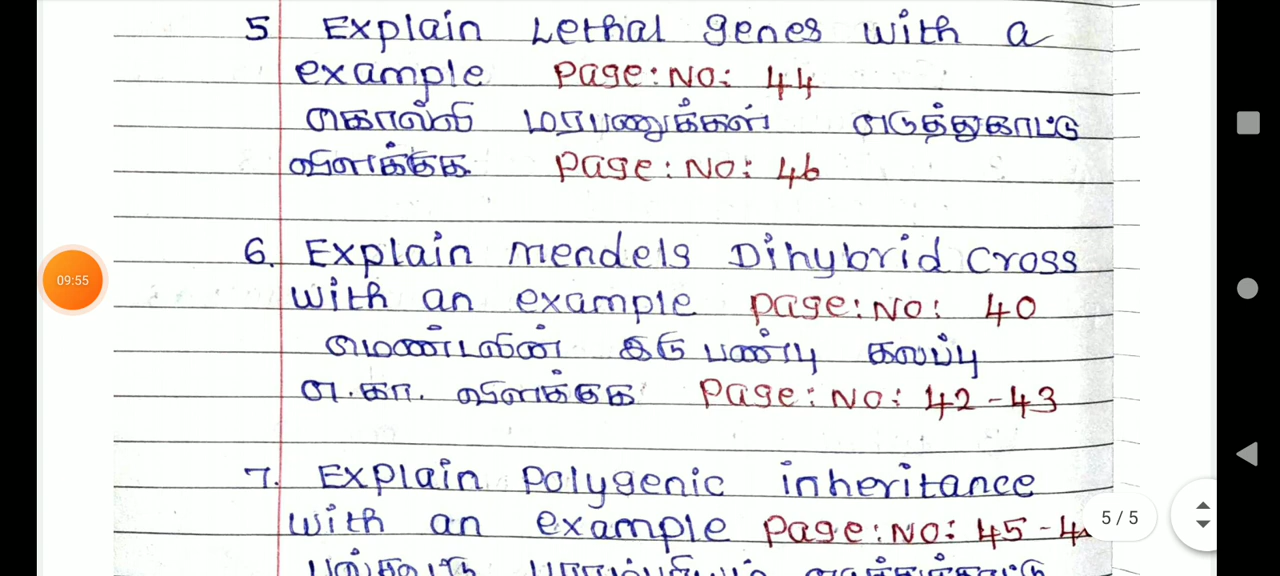 5 Explain Lethal genes with a
example Page:No: 44
கொல்லி மரபணுக்கள் எடுத்துகாட்டு
விளக்குக Page:No: 46
6. Explain mendels Dihybrid cross
with an example page:No: 40
09:55
மெண்டலின் இரு பண்பு கலப்பு
எ.கா. விளக்குக Page:No: 42-43
7. Explain polygenic inheritance
with an example Page:No: 45-4
5/5